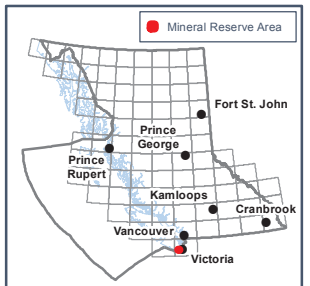 Mineral Reserve Area
Fort St. John
Prince
George
Prince
Rupert
Kamloops
Cranbrook
Vancouver
Victoria